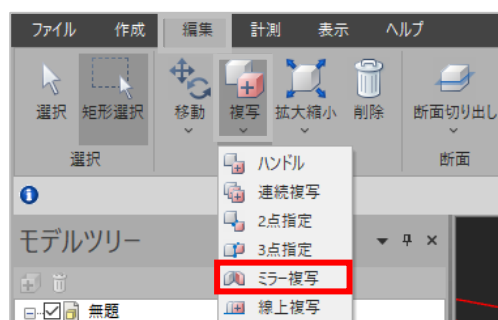 ファイル 作成 編集 計測 表示 ヘルプ
選択 矩形選択 移動 複写 拡大縮小 削除 断面切り出し
選択 断面
ハンドル
連続複写
2点指定
モデルツリー
3点指定
ミラー複写
無題
線上複写